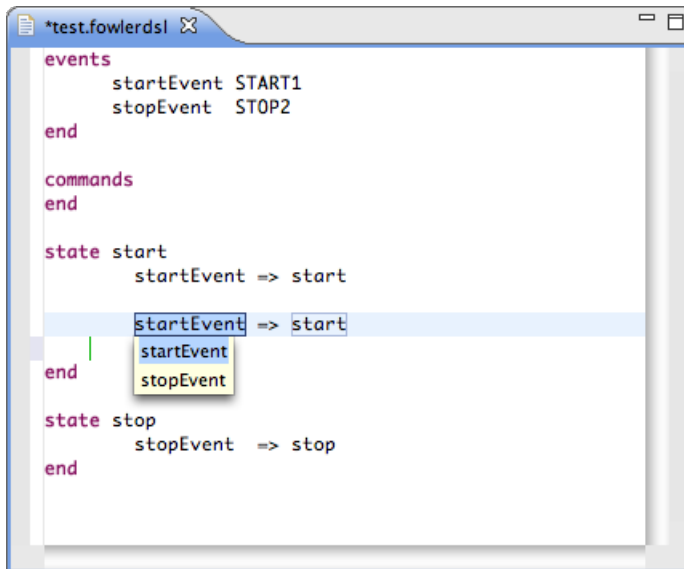 *test.fowlerdsl
events
startEvent START1
stopEvent STOP2
end
commands
end
state start
startEvent => start
startEvent => start
startEvent
end
stopEvent
state stop
stopEvent => stop
end